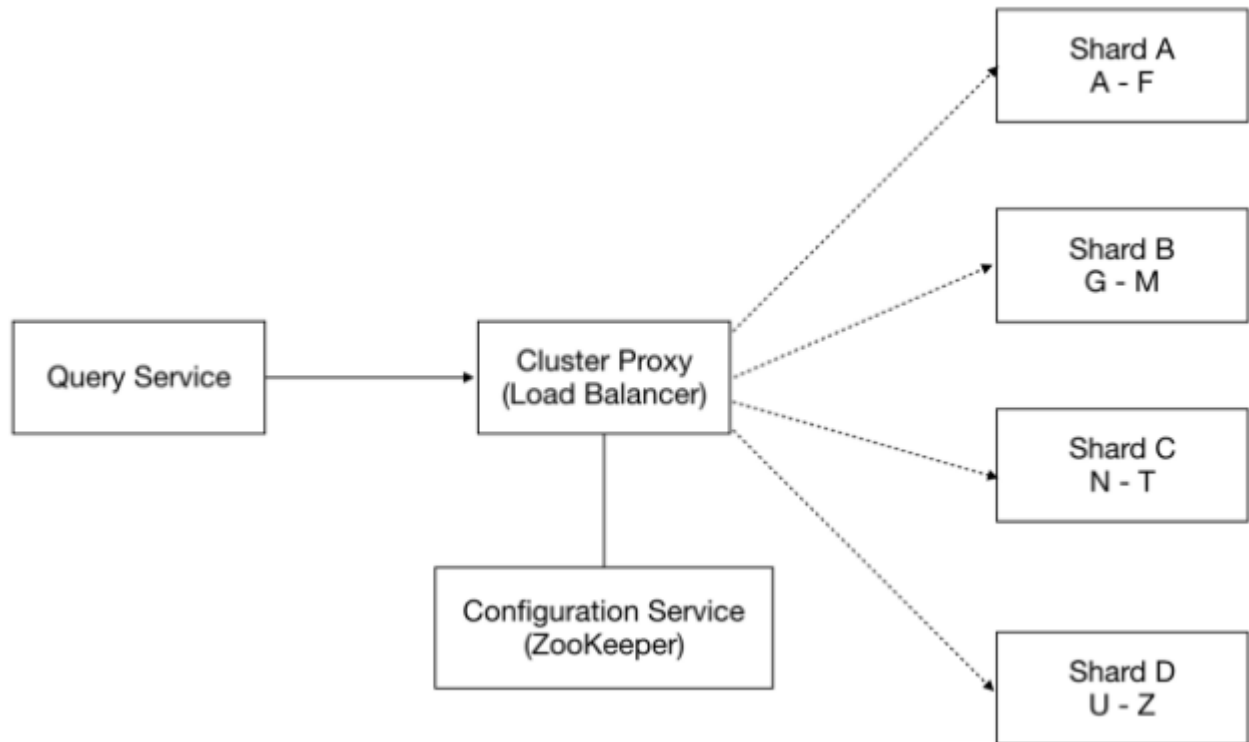 Shard A
A - F
Shard B
G - M
Query Service
Cluster Proxy
(Load Balancer)
Shard C
N - T
Configuration Service
(ZooKeeper)
Shard D
U - Z